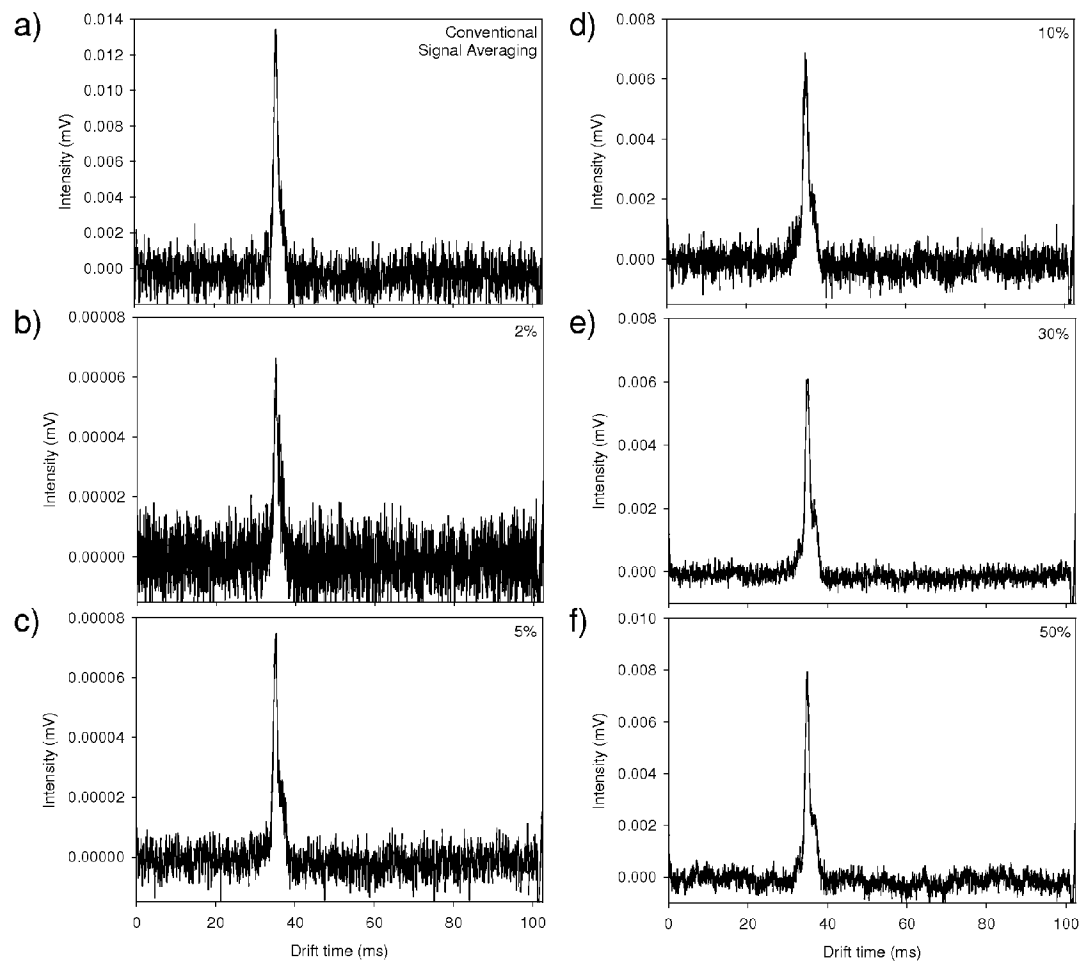 a)
Conventional
Signal Averaging
0.014
0.012
0.010
0.008
0.006
0.004
0.002
0.000
Intensity (mV)
b)
2%
0.00008
0.00006
0.00004
0.00002
0.00000
Intensity (mV)
c)
5%
0.00008
0.00006
0.00004
0.00002
0.00000
Intensity (mV)
0 20 40 60 80 100
Drift time (ms)
d)
10%
0.008
0.006
0.004
0.002
0.000
Intensity (mV)
e)
30%
0.008
0.006
0.004
0.002
0.000
Intensity (mV)
f)
50%
0.010
0.008
0.006
0.004
0.002
0.000
Intensity (mV)
0 20 40 60 80 100
Drift time (ms)